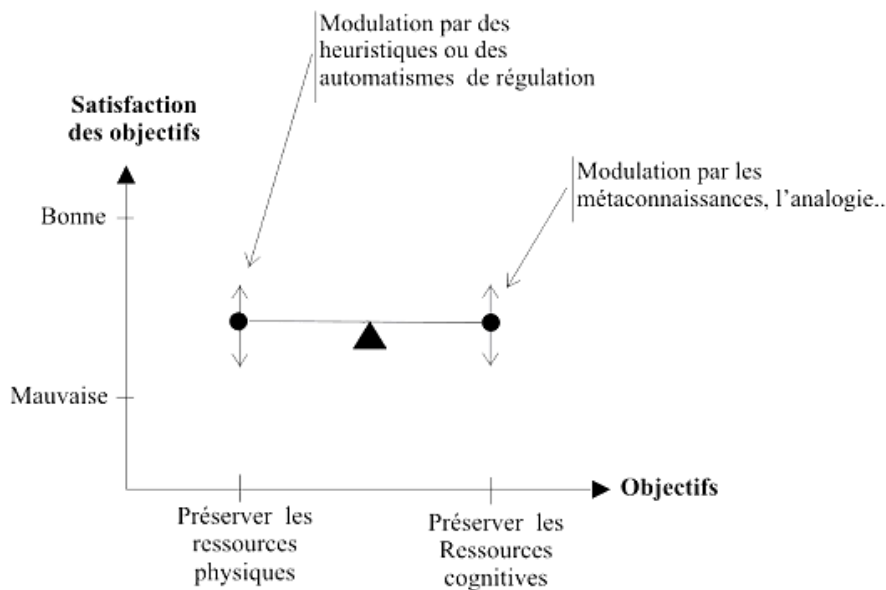 Modulation par des
heuristiques ou des
automatismes de régulation
Satisfaction
des objectifs
Modulation par les
métaconnaissances, l'analogie..
Bonne
Mauvaise
Objectifs
Préserver les
ressources
physiques
Préserver les
Ressources
cognitives